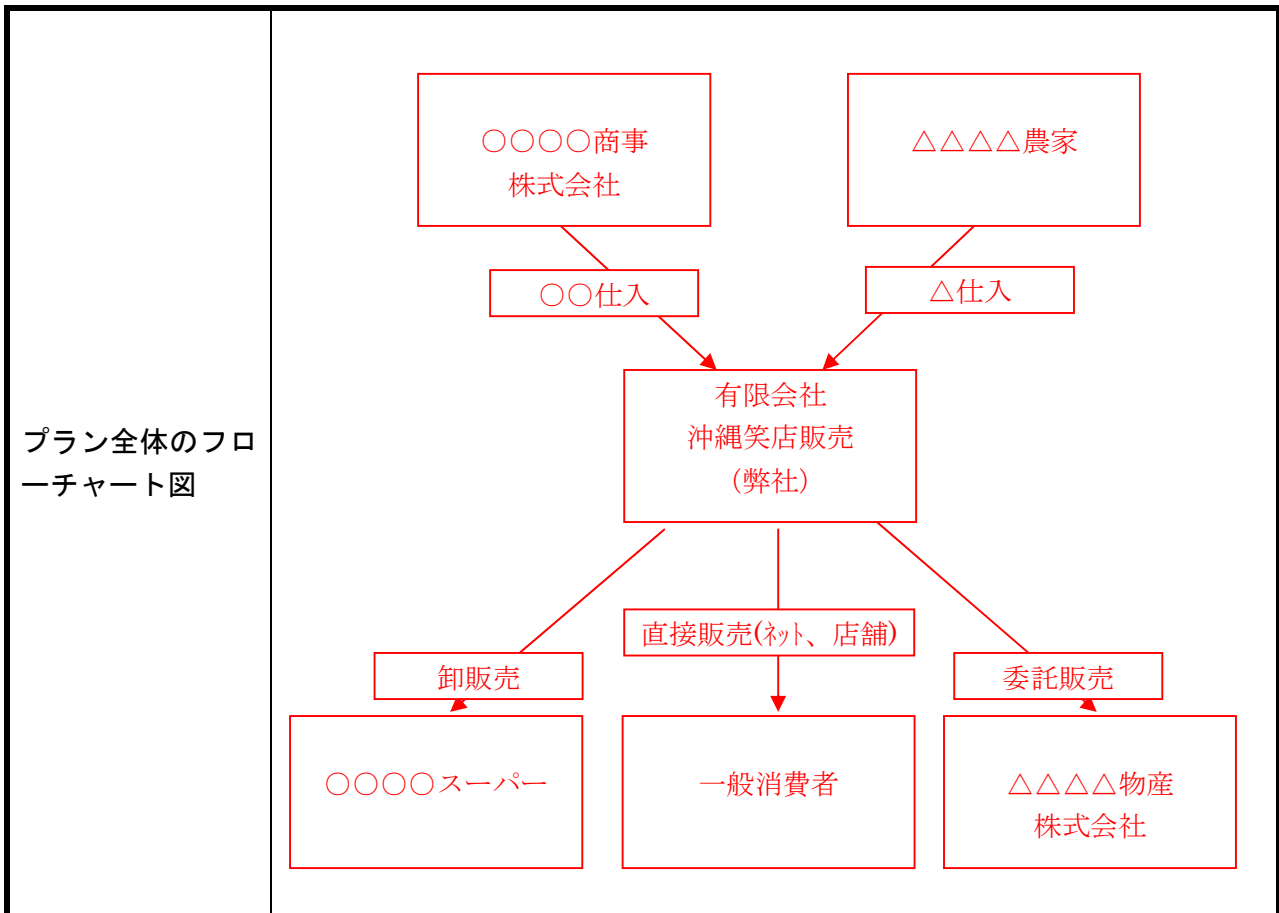 プラン全体のフロ
ーチャート図
○○○○商事
株式会社
△△△△農家
○○仕入
△仕入
有限会社
沖縄笑店販売
（弊社）
直接販売(ﾈｯﾄ、店舗)
卸販売
委託販売
○○○○スーパー
一般消費者
△△△△物産
株式会社